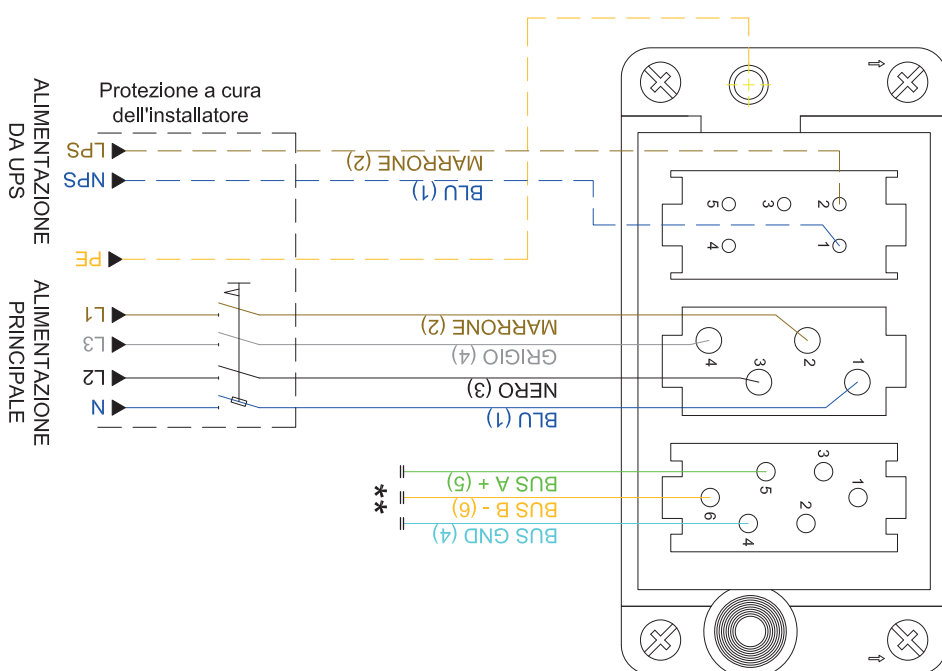 Protezione a cura
dell'installatore
ALIMENTAZIONE
DA UPS
LPS
NPS
PE
MARRONE (2)
BLU (1)
ALIMENTAZIONE
PRINCIPALE
L1
L3
L2
N
MARRONE (2)
GRIGIO (4)
NERO (3)
BLU (1)
**
BUS A + (5)
BUS B - (6)
BUS GND (4)
5
3
2
4
1
4
3
2
1
3
1
5
6
2
4